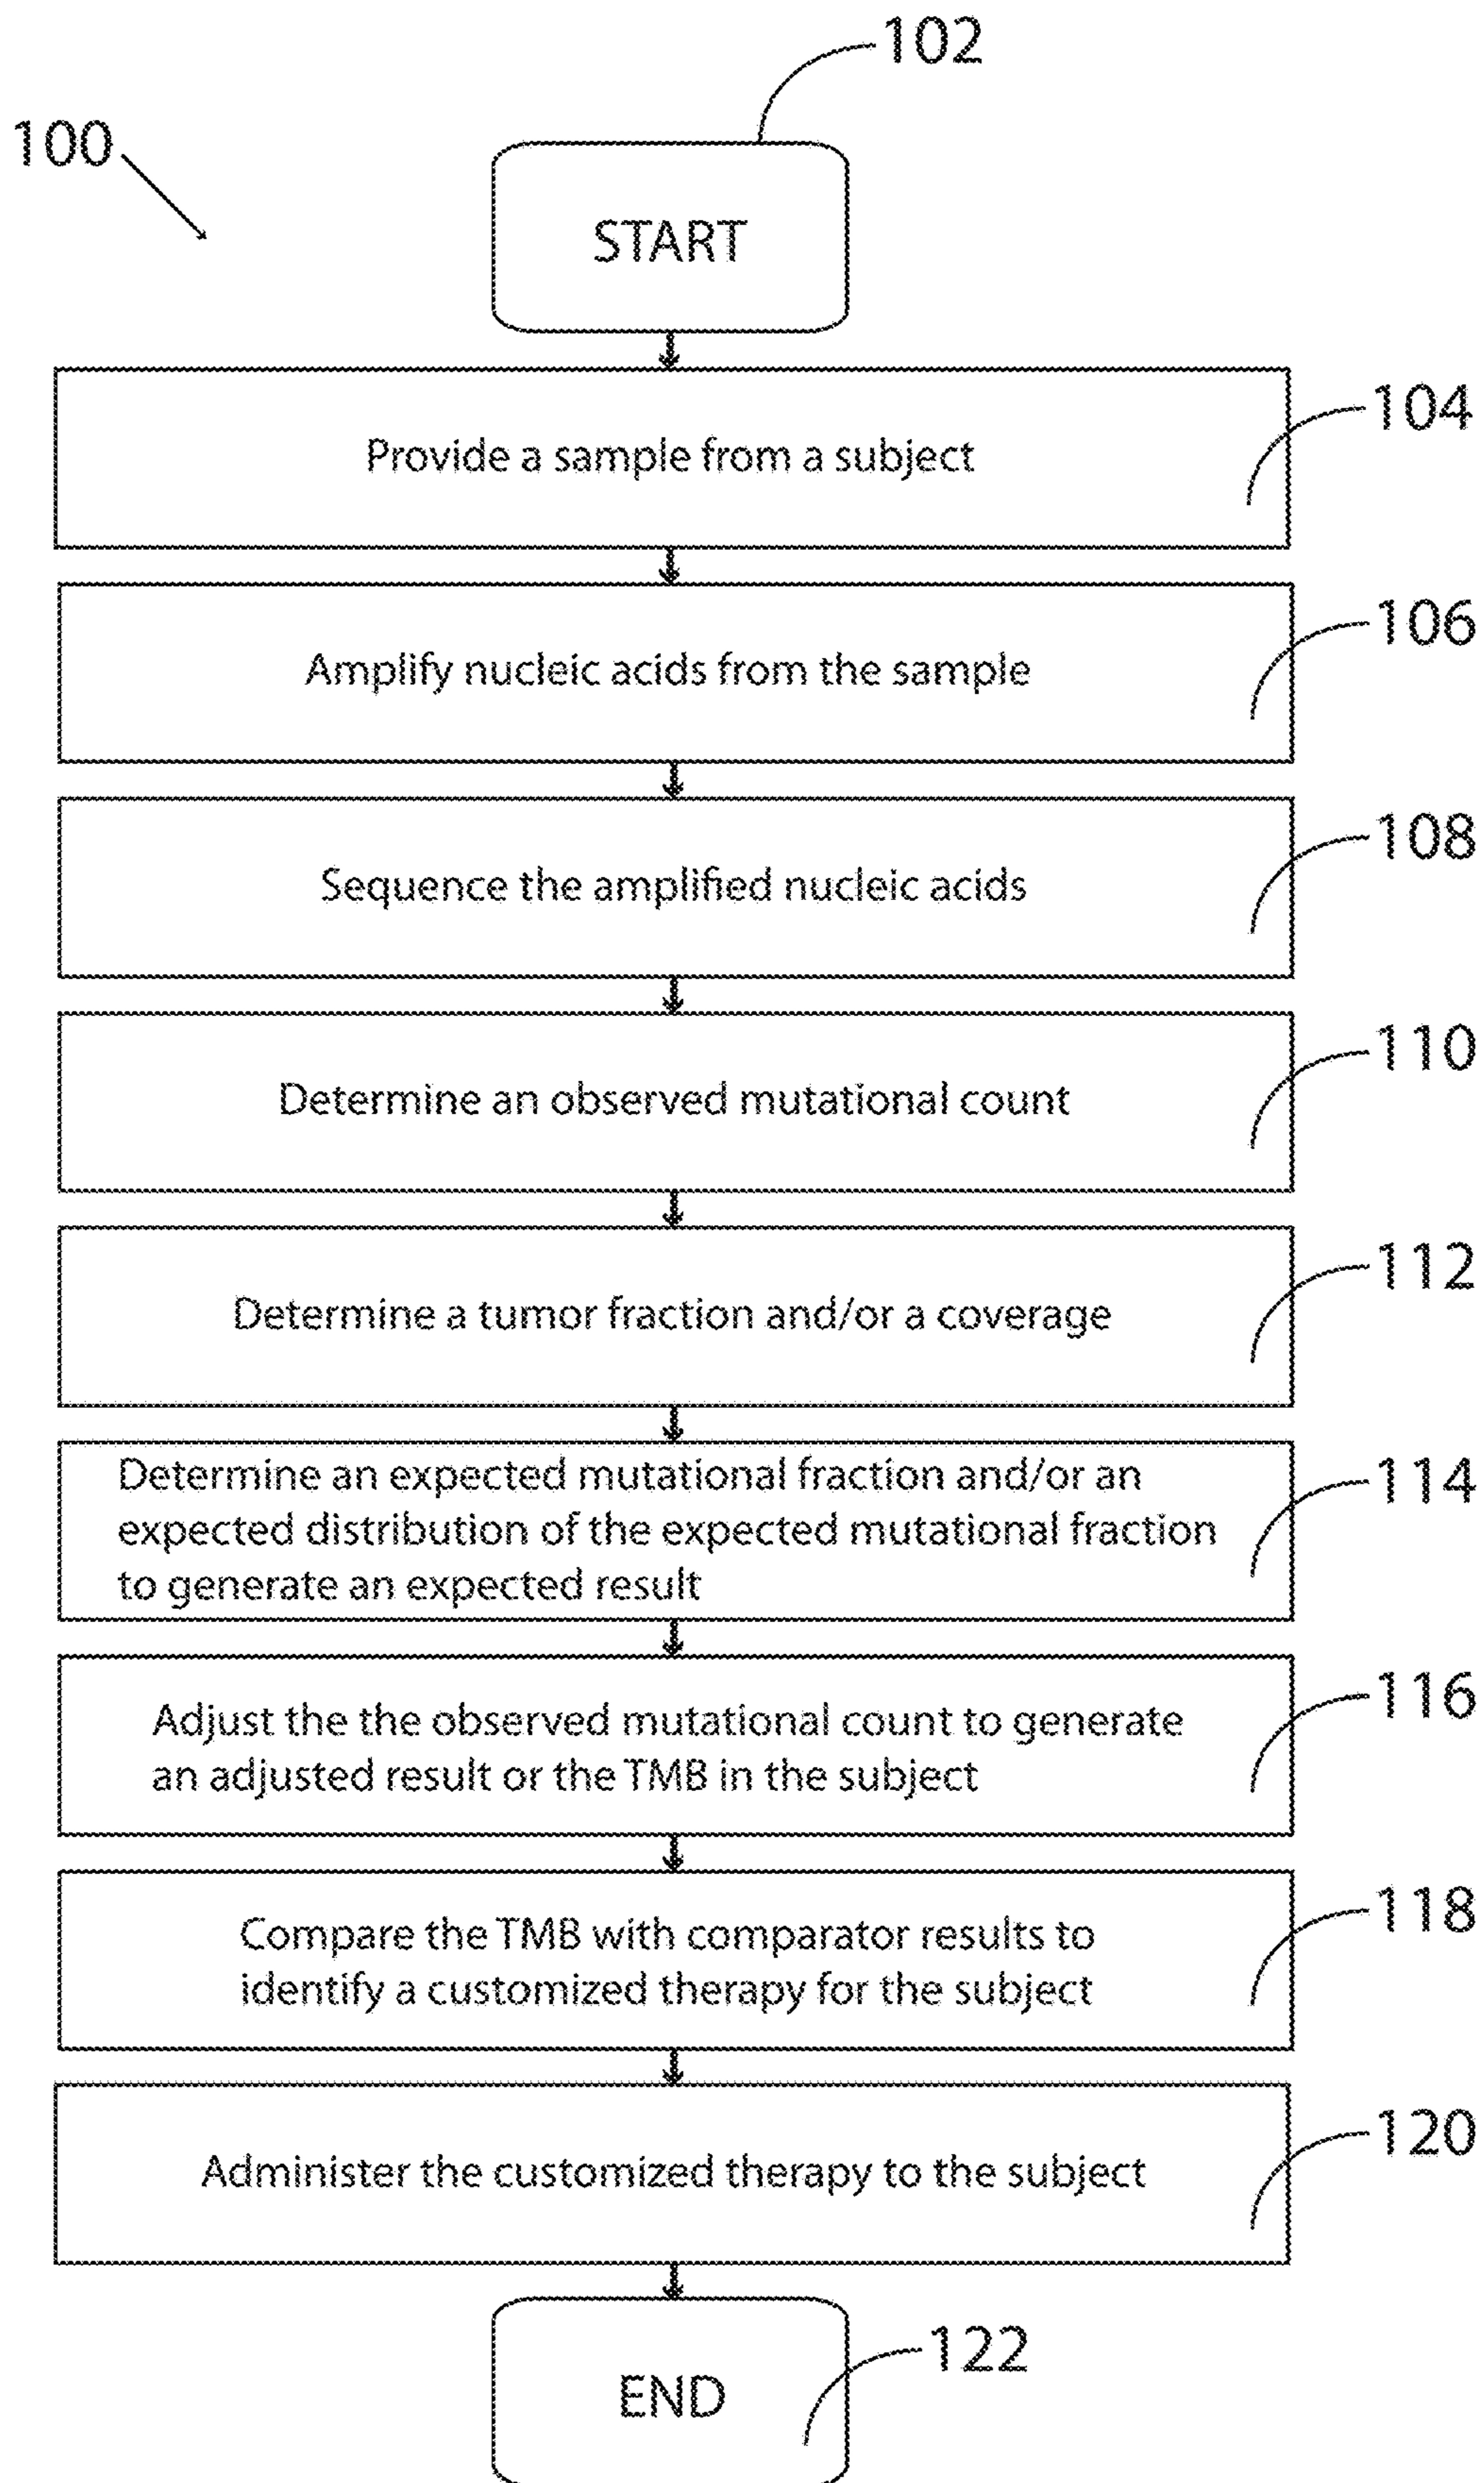 102
100
START
104
Provide a sample from a subject
106
Amplify nucleic acids from the sample
108
Sequence the amplified nucleic acids
110
Determine an observed mutational count
112
Determine a tumor fraction and/or a coverage
114
Determine an expected mutational fraction and/or an
expected distribution of the expected mutational fraction
to generate an expected result
116
Adjust the the observed mutational count to generate
an adjusted result or the TMB in the subject
118
Compare the TMB with comparator results to
identify a customized therapy for the subject
120
Administer the customized therapy to the subject
122
END